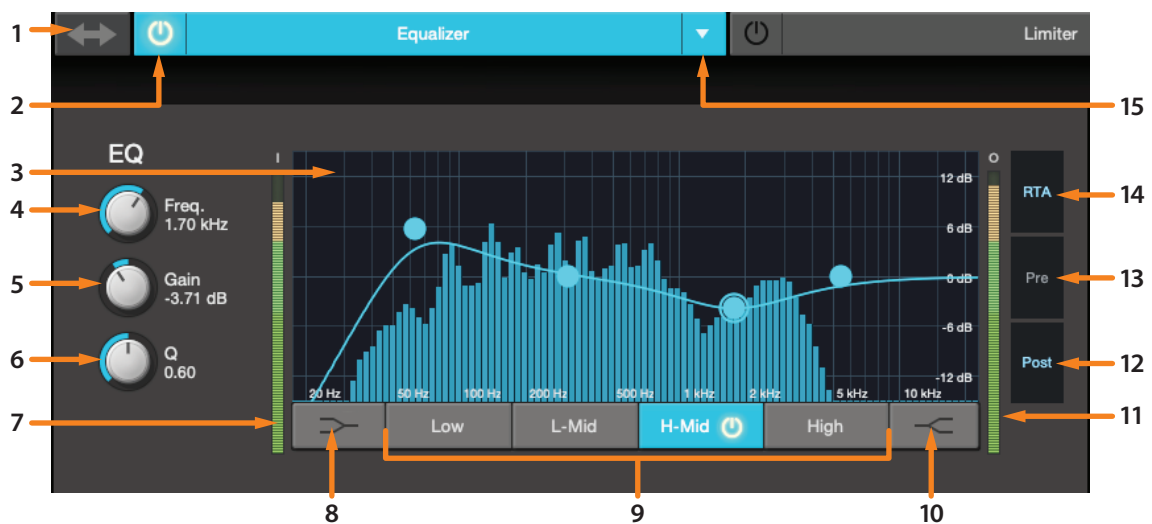 1
Equalizer
Limiter
2
15
EQ
I
O
3
12 dB
RTA
14
4
Freq.
1.70 kHz
6 dB
5
Gain
-3.71 dB
0 dB
Pre
13
-6 dB
6
Q
0.60
Post
12
-12 dB
20 Hz 50 Hz 100 Hz 200 Hz 500 Hz 1 kHz 2 kHz 5 kHz 10 kHz
7
11
Low L-Mid H-Mid High
8 9 10